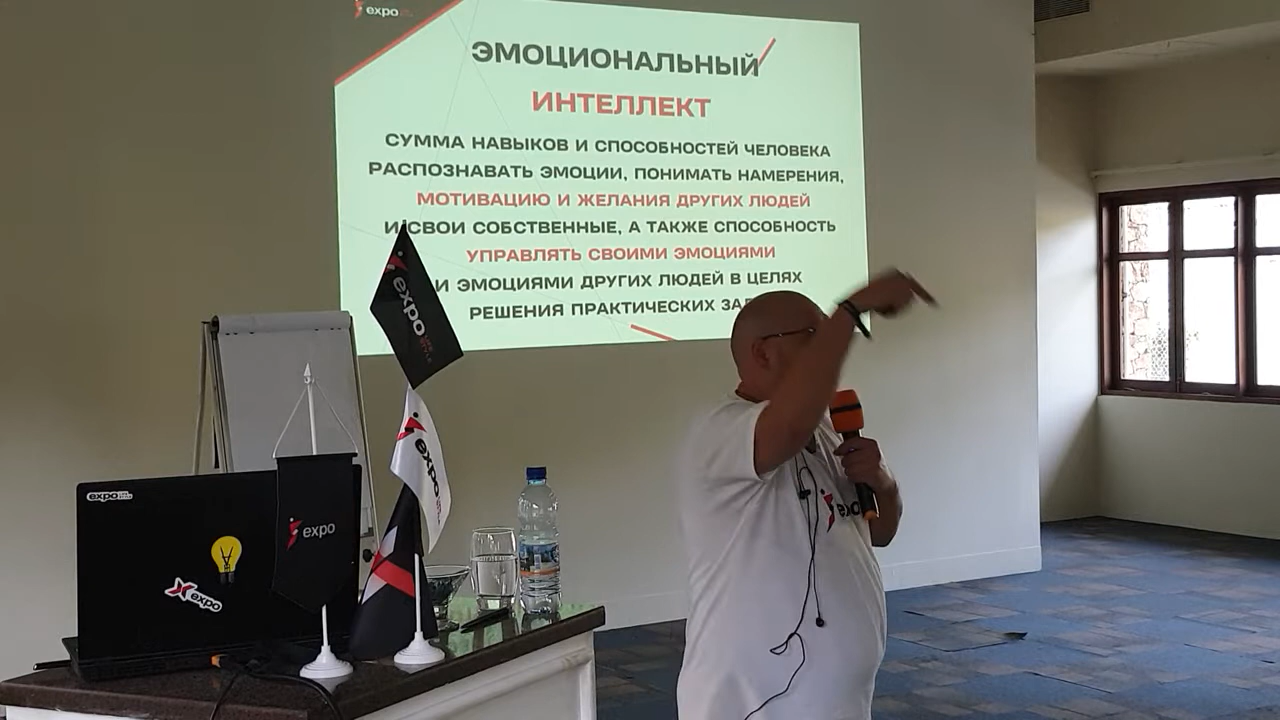 expo
ЭМОЦИОНАЛЬНЫЙ
ИНТЕЛЛЕКТ
СУММА НАВЫКОВ И СПОСОБНОСТЕЙ ЧЕЛОВЕКА
РАСПОЗНАВАТЬ ЭМОЦИИ, ПОНИМАТЬ НАМЕРЕНИЯ,
МОТИВАЦИЮ И ЖЕЛАНИЯ ДРУГИХ ЛЮДЕЙ
И СВОИ СОБСТВЕННЫЕ, А ТАКЖЕ СПОСОБНОСТЬ
УПРАВЛЯТЬ СВОИМИ ЭМОЦИЯМИ
И ЭМОЦИЯМИ ДРУГИХ ЛЮДЕЙ В ЦЕЛЯХ
РЕШЕНИЯ ПРАКТИЧЕСКИХ
expo
STYLE
expo
expo
expo
expo
expo